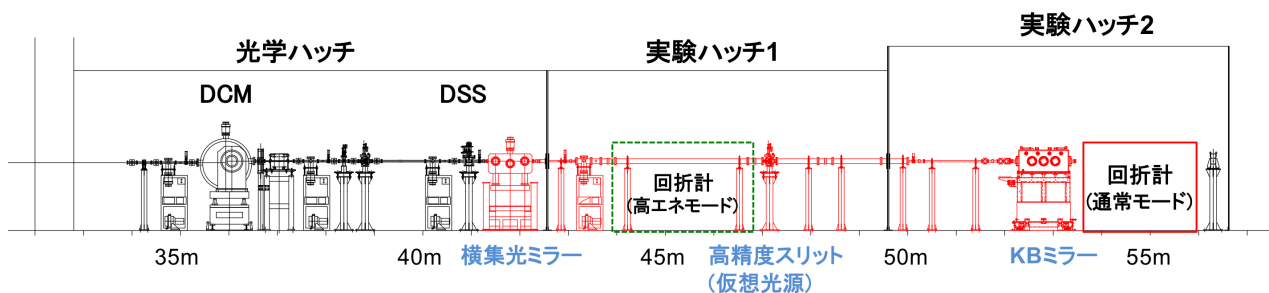 光学ハッチ
実験ハッチ1
実験ハッチ2
DCM
DSS
回折計
(高エネモード)
回折計
(通常モード)
35m
40m
横集光ミラー
45m
高精度スリット
(仮想光源)
50m
KBミラー
55m